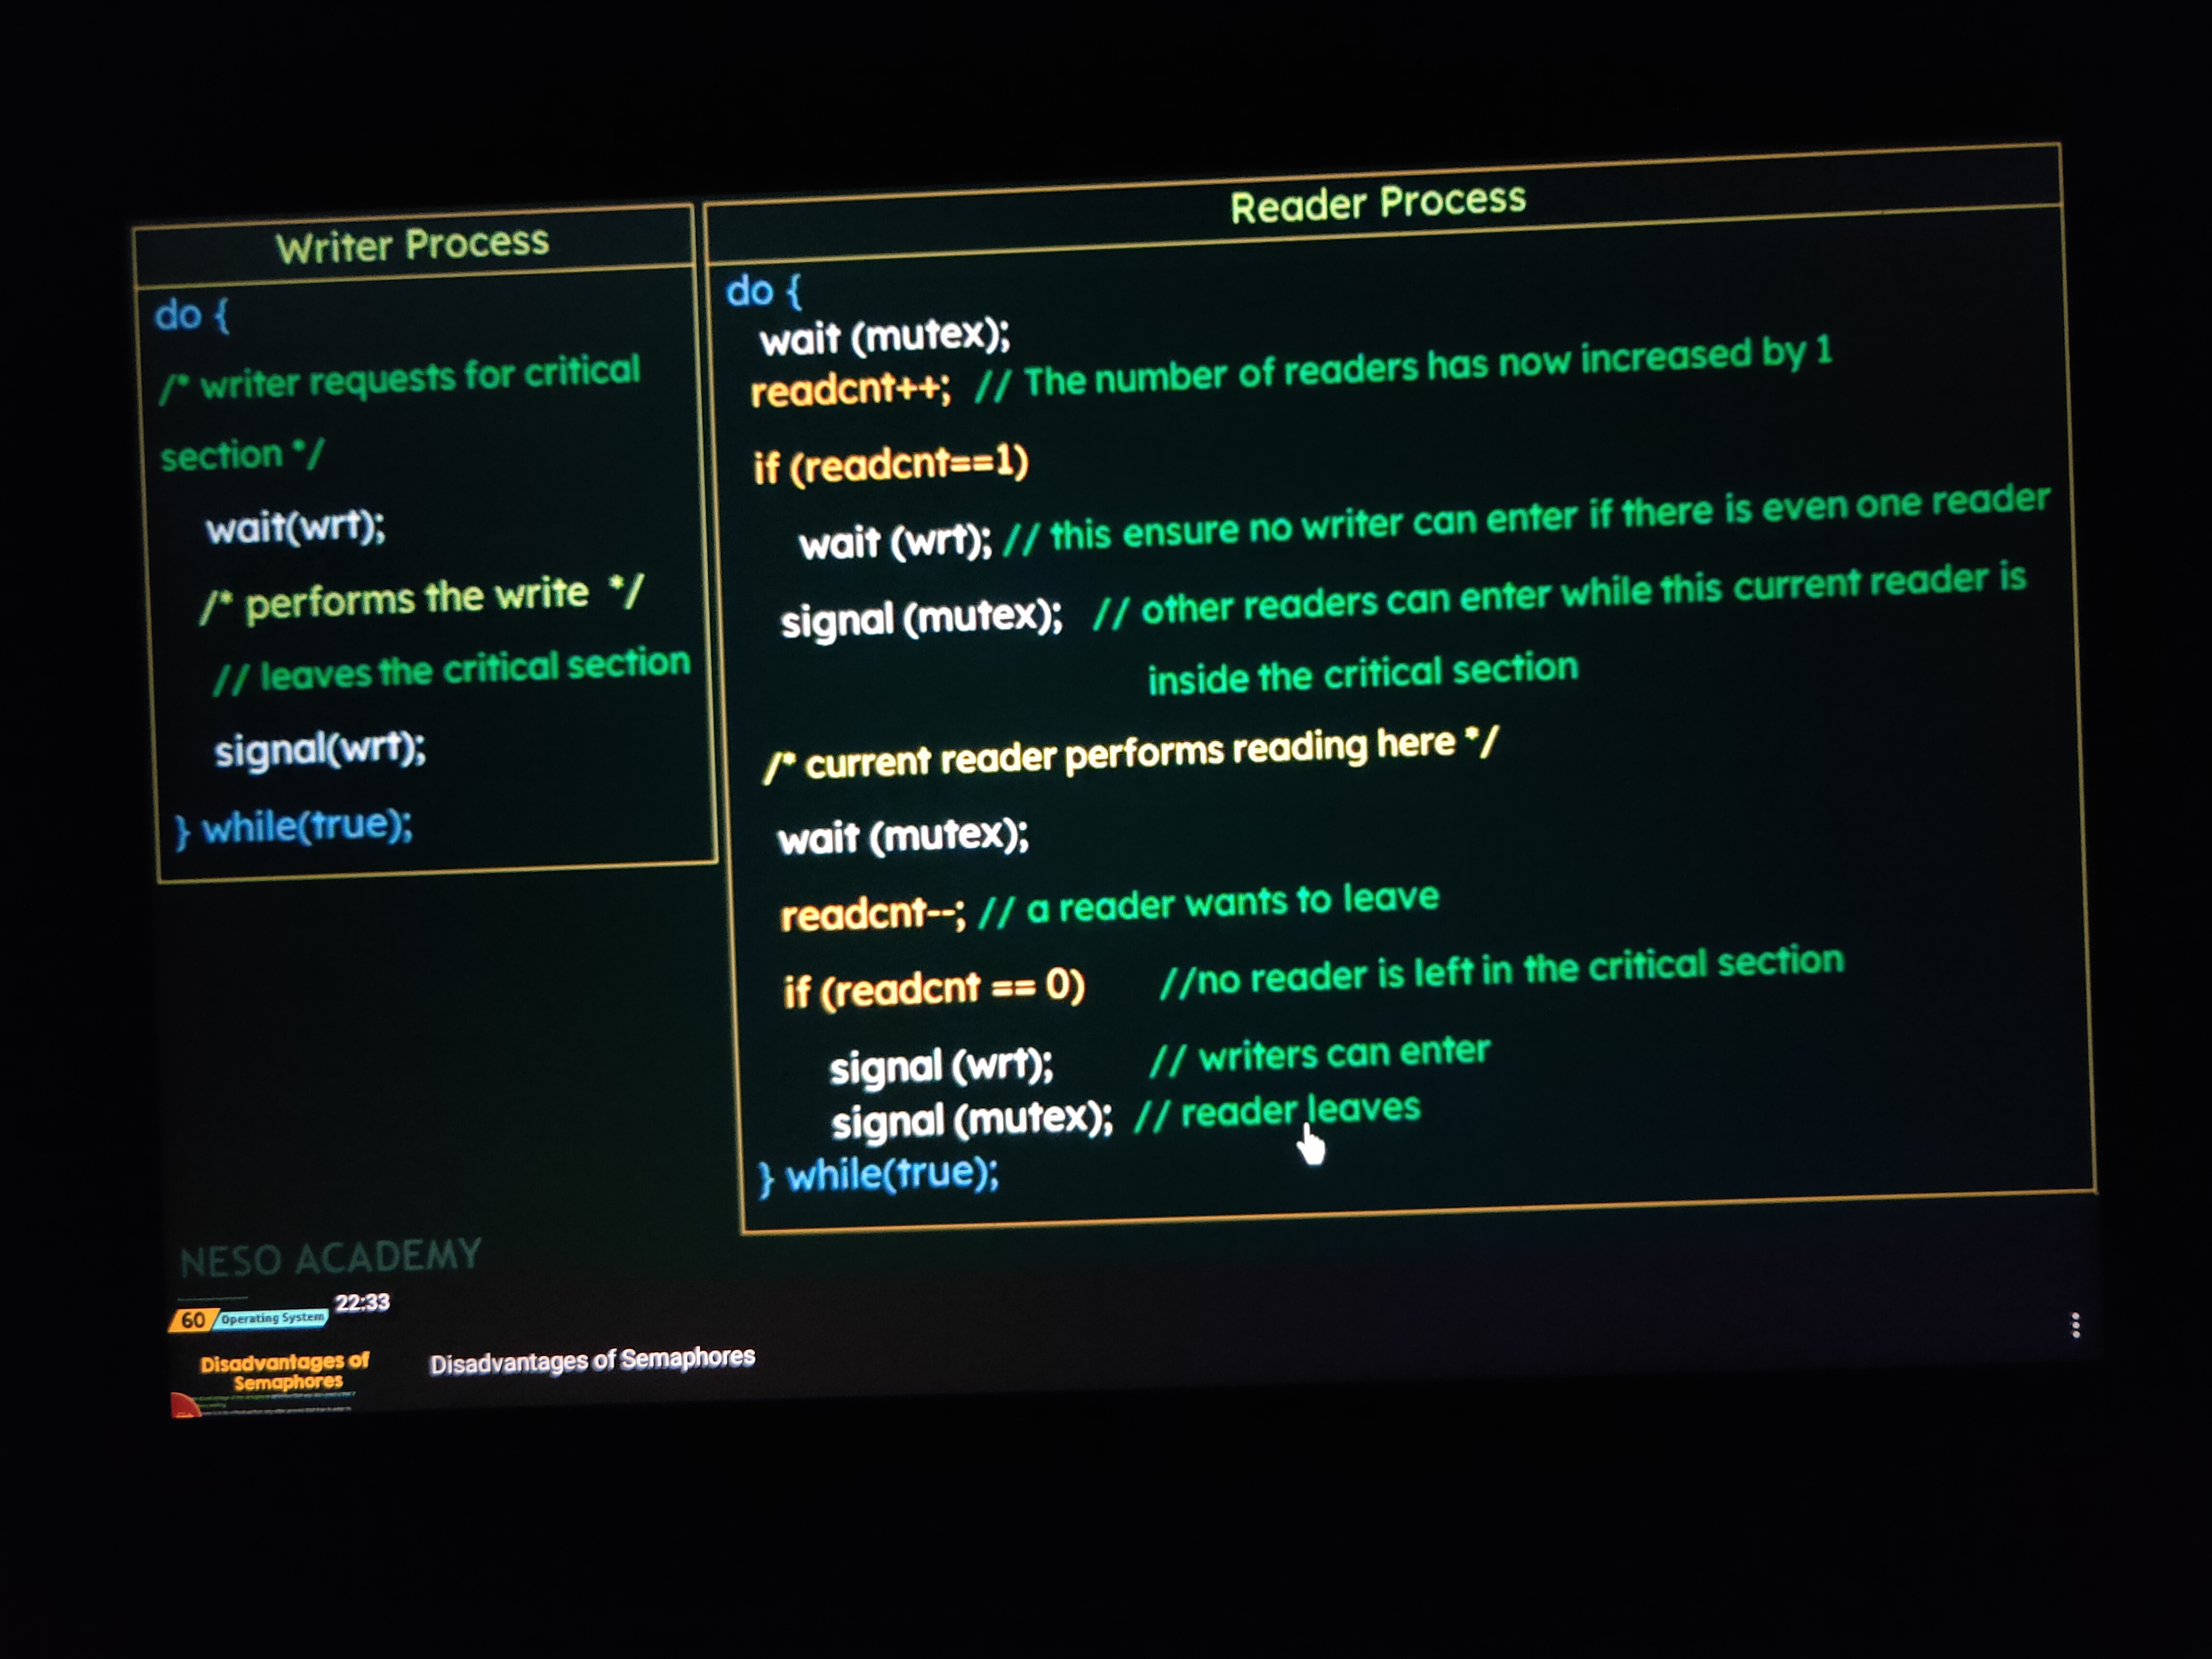 Writer Process
do {
/* writer requests for critical
section */
wait(wrt);
/* performs the write */
// leaves the critical section
signal(wrt);
} while(true);
Reader Process
do {
wait (mutex);
readcnt++; // The number of readers has now increased by 1
if (readcnt==1)
wait (wrt); // this ensure no writer can enter if there is even one reader
signal (mutex); // other readers can enter while this current reader is
inside the critical section
/* current reader performs reading here */
wait (mutex);
readcnt--; // a reader wants to leave
if (readcnt == 0) //no reader is left in the critical section
signal (wrt); // writers can enter
signal (mutex); // reader leaves
} while(true);
NESO ACADEMY
60 Operating System 22:33
Disadvantages of
Semaphores
Disadvantages of Semaphores